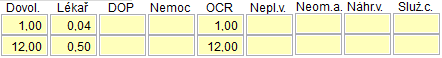 Dovol. Lékař DOP Nemoc OCR Nepl.v. Neom.a. Náhr.v. Služ.c.
1,00 0,04 1,00
12,00 0,50 12,00